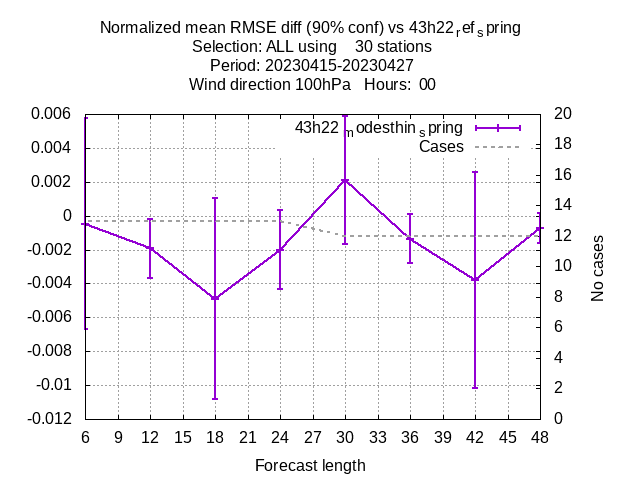 Normalized mean RMSE diff (90% conf) vs 43h22ref_spring
Selection: ALL using 30 stations
Period: 20230415-20230427
Wind direction 100hPa Hours: 00
0.006 20
43h22modesthinspring
18
0.004 Cases
16
0.002
14
0
12
-0.002
10
-0.004
8
-0.006
6
-0.008
4
-0.01
2
-0.012 0
6 9 12 15 18 21 24 27 30 33 36 39 42 45 48
No cases
Forecast length